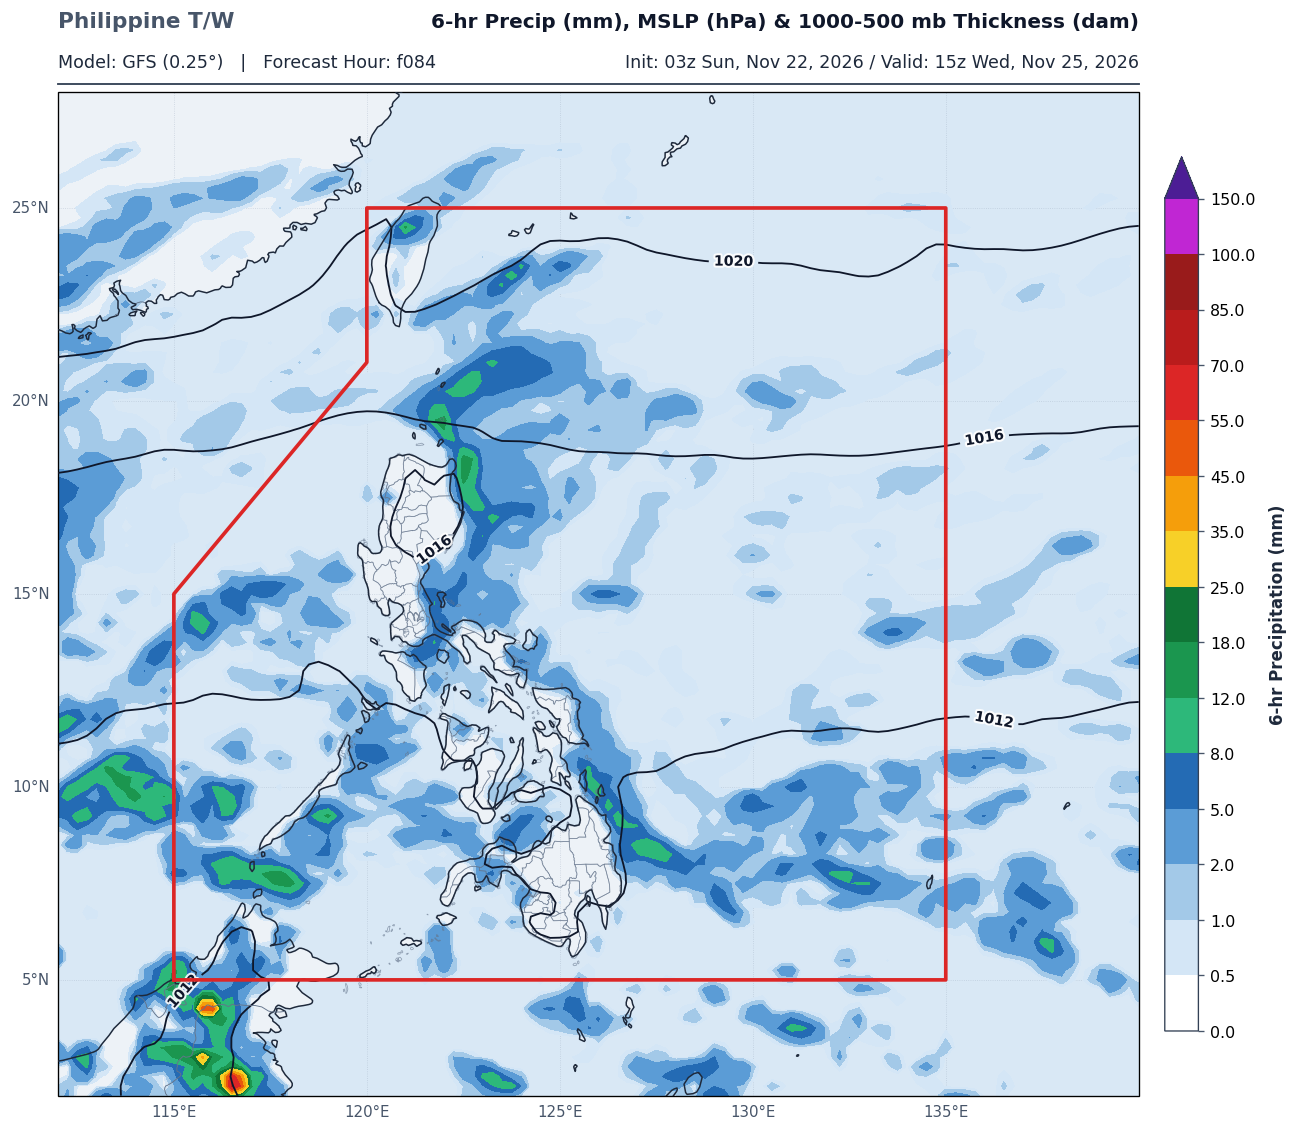 Philippine T/W
6-hr Precip (mm), MSLP (hPa) & 1000-500 mb Thickness (dam)
Model: GFS (0.25°) | Forecast Hour: f084
Init: 03z Sun, Nov 22, 2026 / Valid: 15z Wed, Nov 25, 2026
25°N
20°N
15°N
10°N
5°N
115°E
120°E
125°E
130°E
135°E
1020
1016
1016
1012
1012
150.0
100.0
85.0
70.0
55.0
45.0
35.0
25.0
18.0
12.0
8.0
5.0
2.0
1.0
0.5
0.0
6-hr Precipitation (mm)